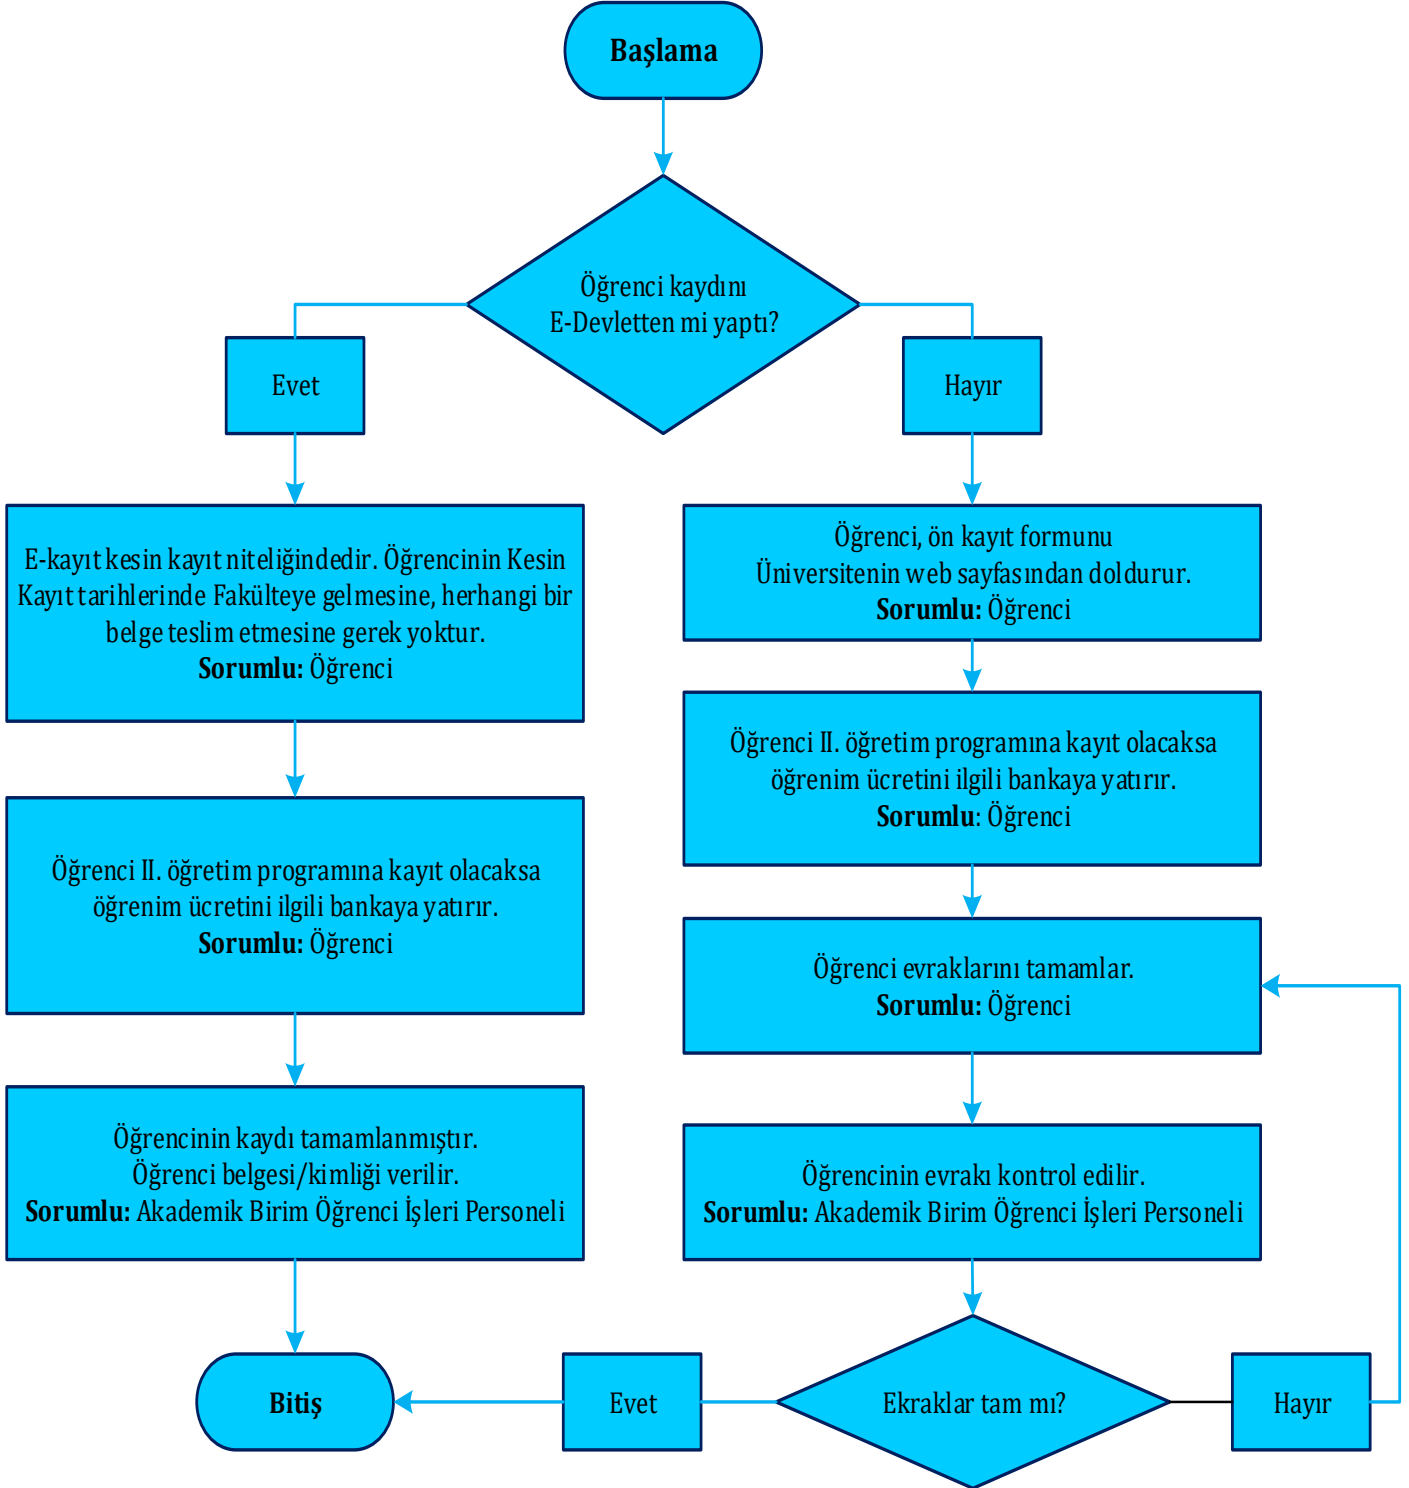 Başlama
Öğrenci kaydını
E-Devletten mi yaptı?
Evet
Hayır
E-kayıt kesin kayıt niteliğindedir. Öğrencinin Kesin
Kayıt tarihlerinde Fakülteye gelmesine, herhangi bir
belge teslim etmesine gerek yoktur.
Sorumlu: Öğrenci
Öğrenci II. öğretim programına kayıt olacaksa
öğrenim ücretini ilgili bankaya yatırır.
Sorumlu: Öğrenci
Öğrencinin kaydı tamamlanmıştır.
Öğrenci belgesi/kimliği verilir.
Sorumlu: Akademik Birim Öğrenci İşleri Personeli
Öğrenci, ön kayıt formunu
Üniversitenin web sayfasından doldurur.
Sorumlu: Öğrenci
Öğrenci II. öğretim programına kayıt olacaksa
öğrenim ücretini ilgili bankaya yatırır.
Sorumlu: Öğrenci
Öğrenci evraklarını tamamlar.
Sorumlu: Öğrenci
Öğrencinin evrakı kontrol edilir.
Sorumlu: Akademik Birim Öğrenci İşleri Personeli
Bitiş
Evet
Ekraklar tam mı?
Hayır